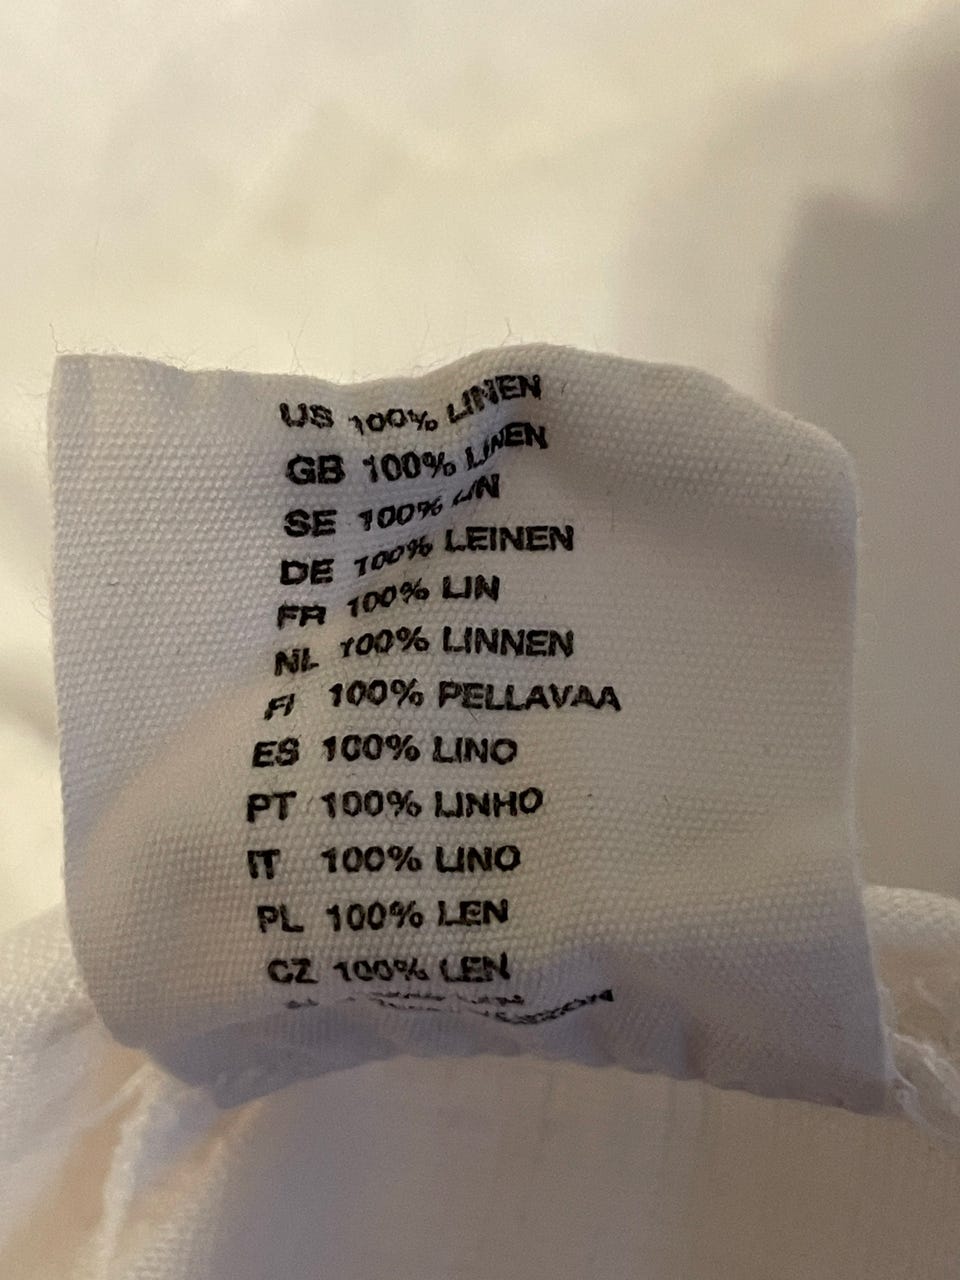 US 100% LINEN
GB 100% LINEN
SE 100% LIN
DE 100% LEINEN
FR 100% LIN
NL 100% LINNEN
FI 100% PELLAVAA
ES 100% LINO
PT 100% LINHO
IT 100% LINO
PL 100% LEN
CZ 100% LEN